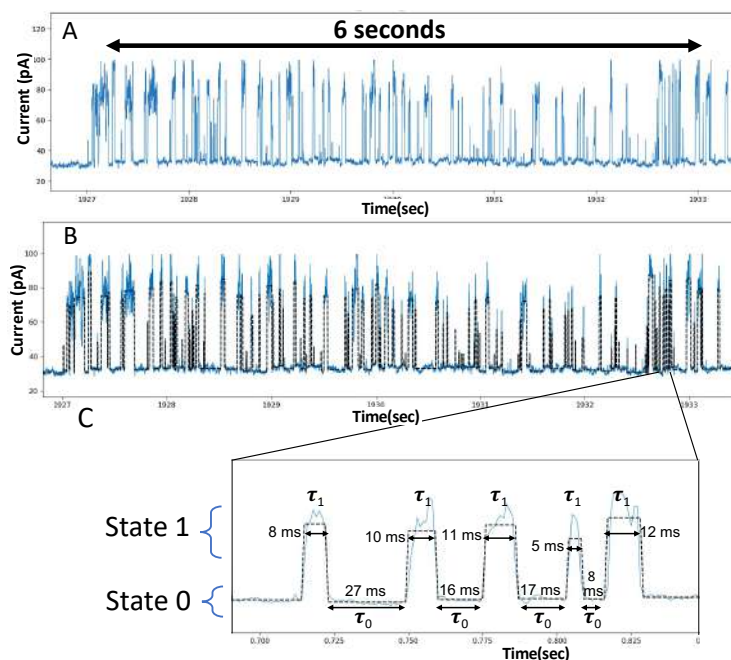 A
6 seconds
Current (pA)
120
100
80
60
40
20
1927
1928
1929
1931
1932
1933
Time(sec)
B
Current (pA)
100
80
60
40
20
1927
1928
1929
1930
1931
1932
1933
Time(sec)
C
State 1
State 0
τ1
τ1
τ1
τ1
τ1
8 ms
10 ms
11 ms
5 ms
12 ms
27 ms
16 ms
17 ms
8
ms
τ0
τ0
τ0
τ0
0.700
0.725
0.750
0.775
0.800
0.825
Time(sec)